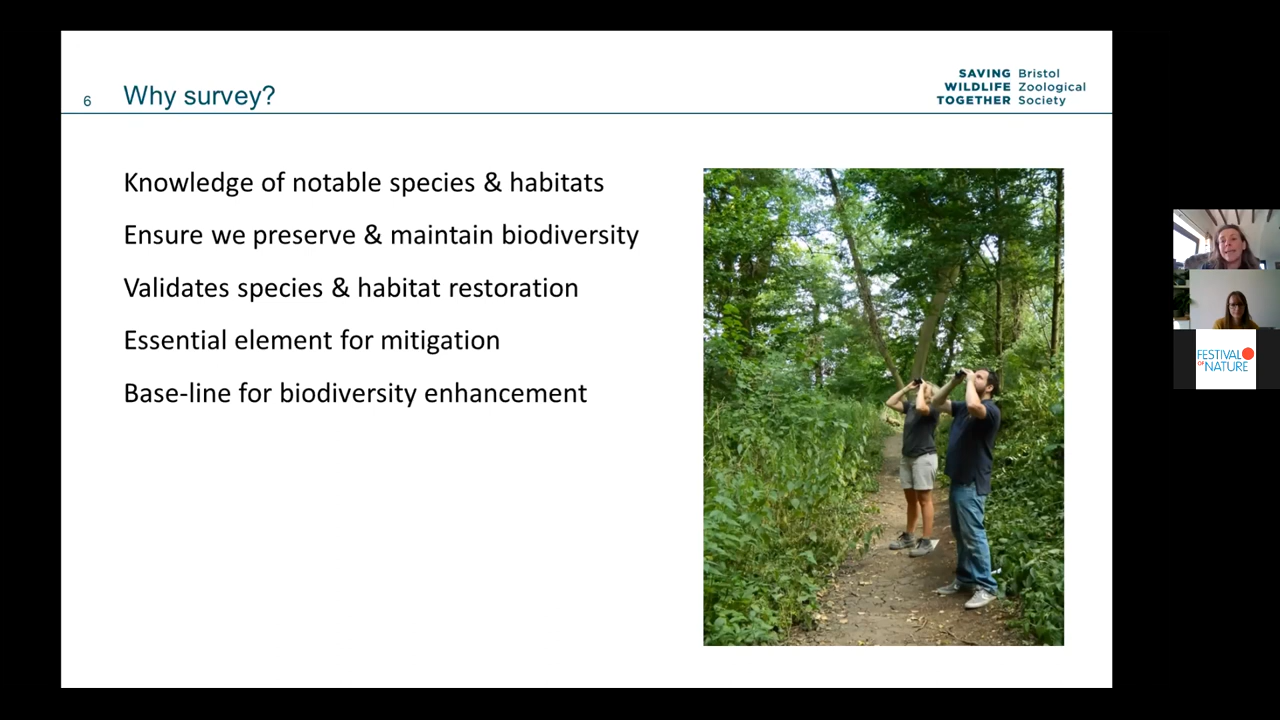 6 Why survey?
SAVING Bristol
WILDLIFE Zoological
TOGETHER Society
Knowledge of notable species & habitats
Ensure we preserve & maintain biodiversity
Validates species & habitat restoration
Essential element for mitigation
Base-line for biodiversity enhancement
FESTIVAL
OF NATURE